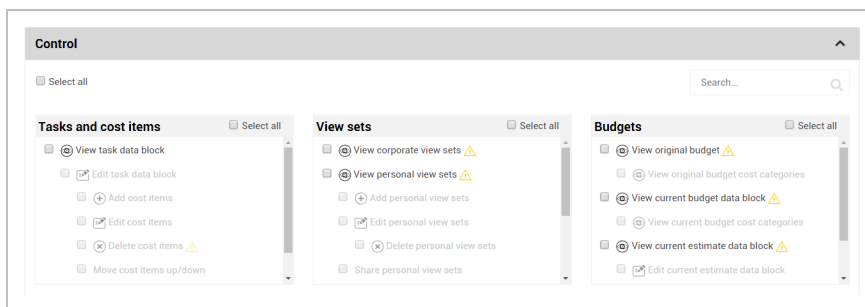 Control
Select all
Search...
Tasks and cost items
Select all
View task data block
Edit task data block
Add cost items
Edit cost items
Delete cost items
Move cost items up/down
View sets
Select all
View corporate view sets
View personal view sets
Add personal view sets
Edit personal view sets
Delete personal view sets
Share personal view sets
Budgets
Select all
View original budget
View original budget cost categories
View current budget data block
View current budget cost categories
View current estimate data block
Edit current estimate data block